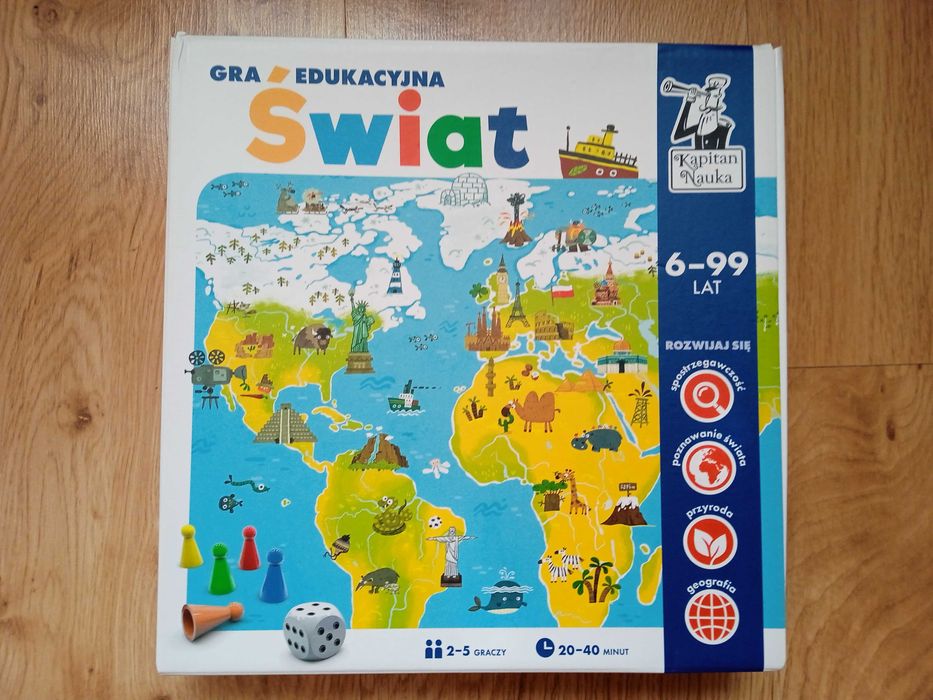 GRA EDUKACYJNA
Świat
Kapitan
Nauka
6–99
LAT
ROZWIJAJ SIĘ
spostrzegawczość
poznawanie świata
przyroda
geografia
2–5 GRACZY
20–40 MINUT